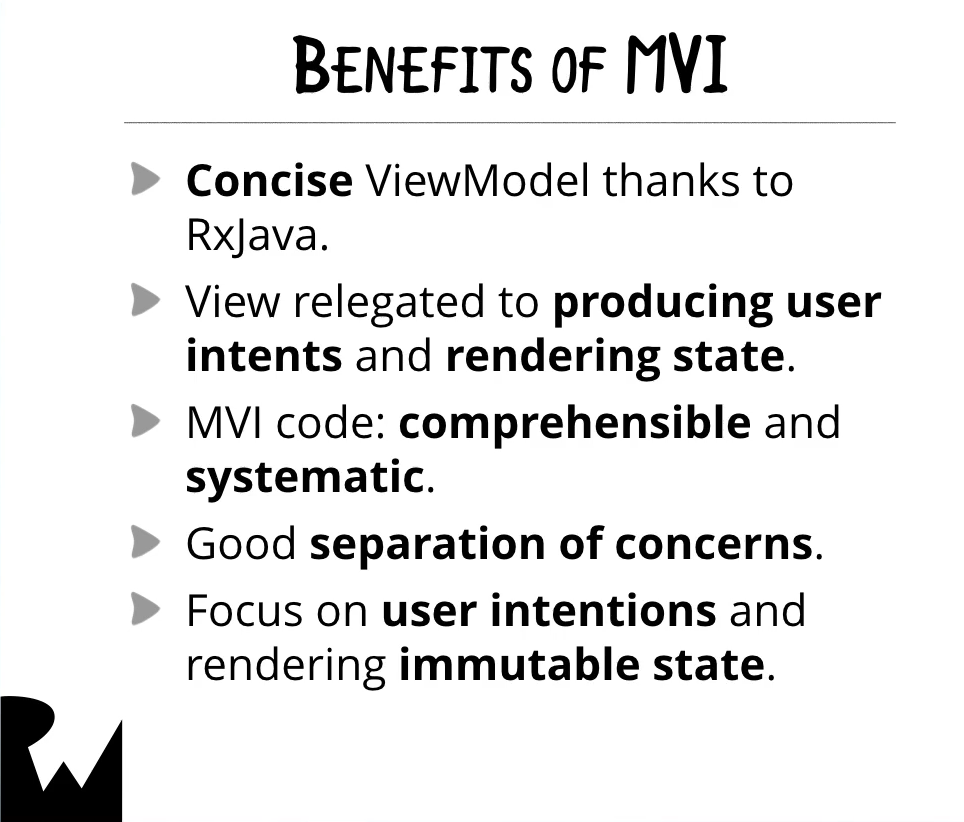 BENEFITS OF MVI
Concise ViewModel thanks to
RxJava.
View relegated to producing user
intents and rendering state.
MVI code: comprehensible and
systematic.
Good separation of concerns.
Focus on user intentions and
rendering immutable state.
RW